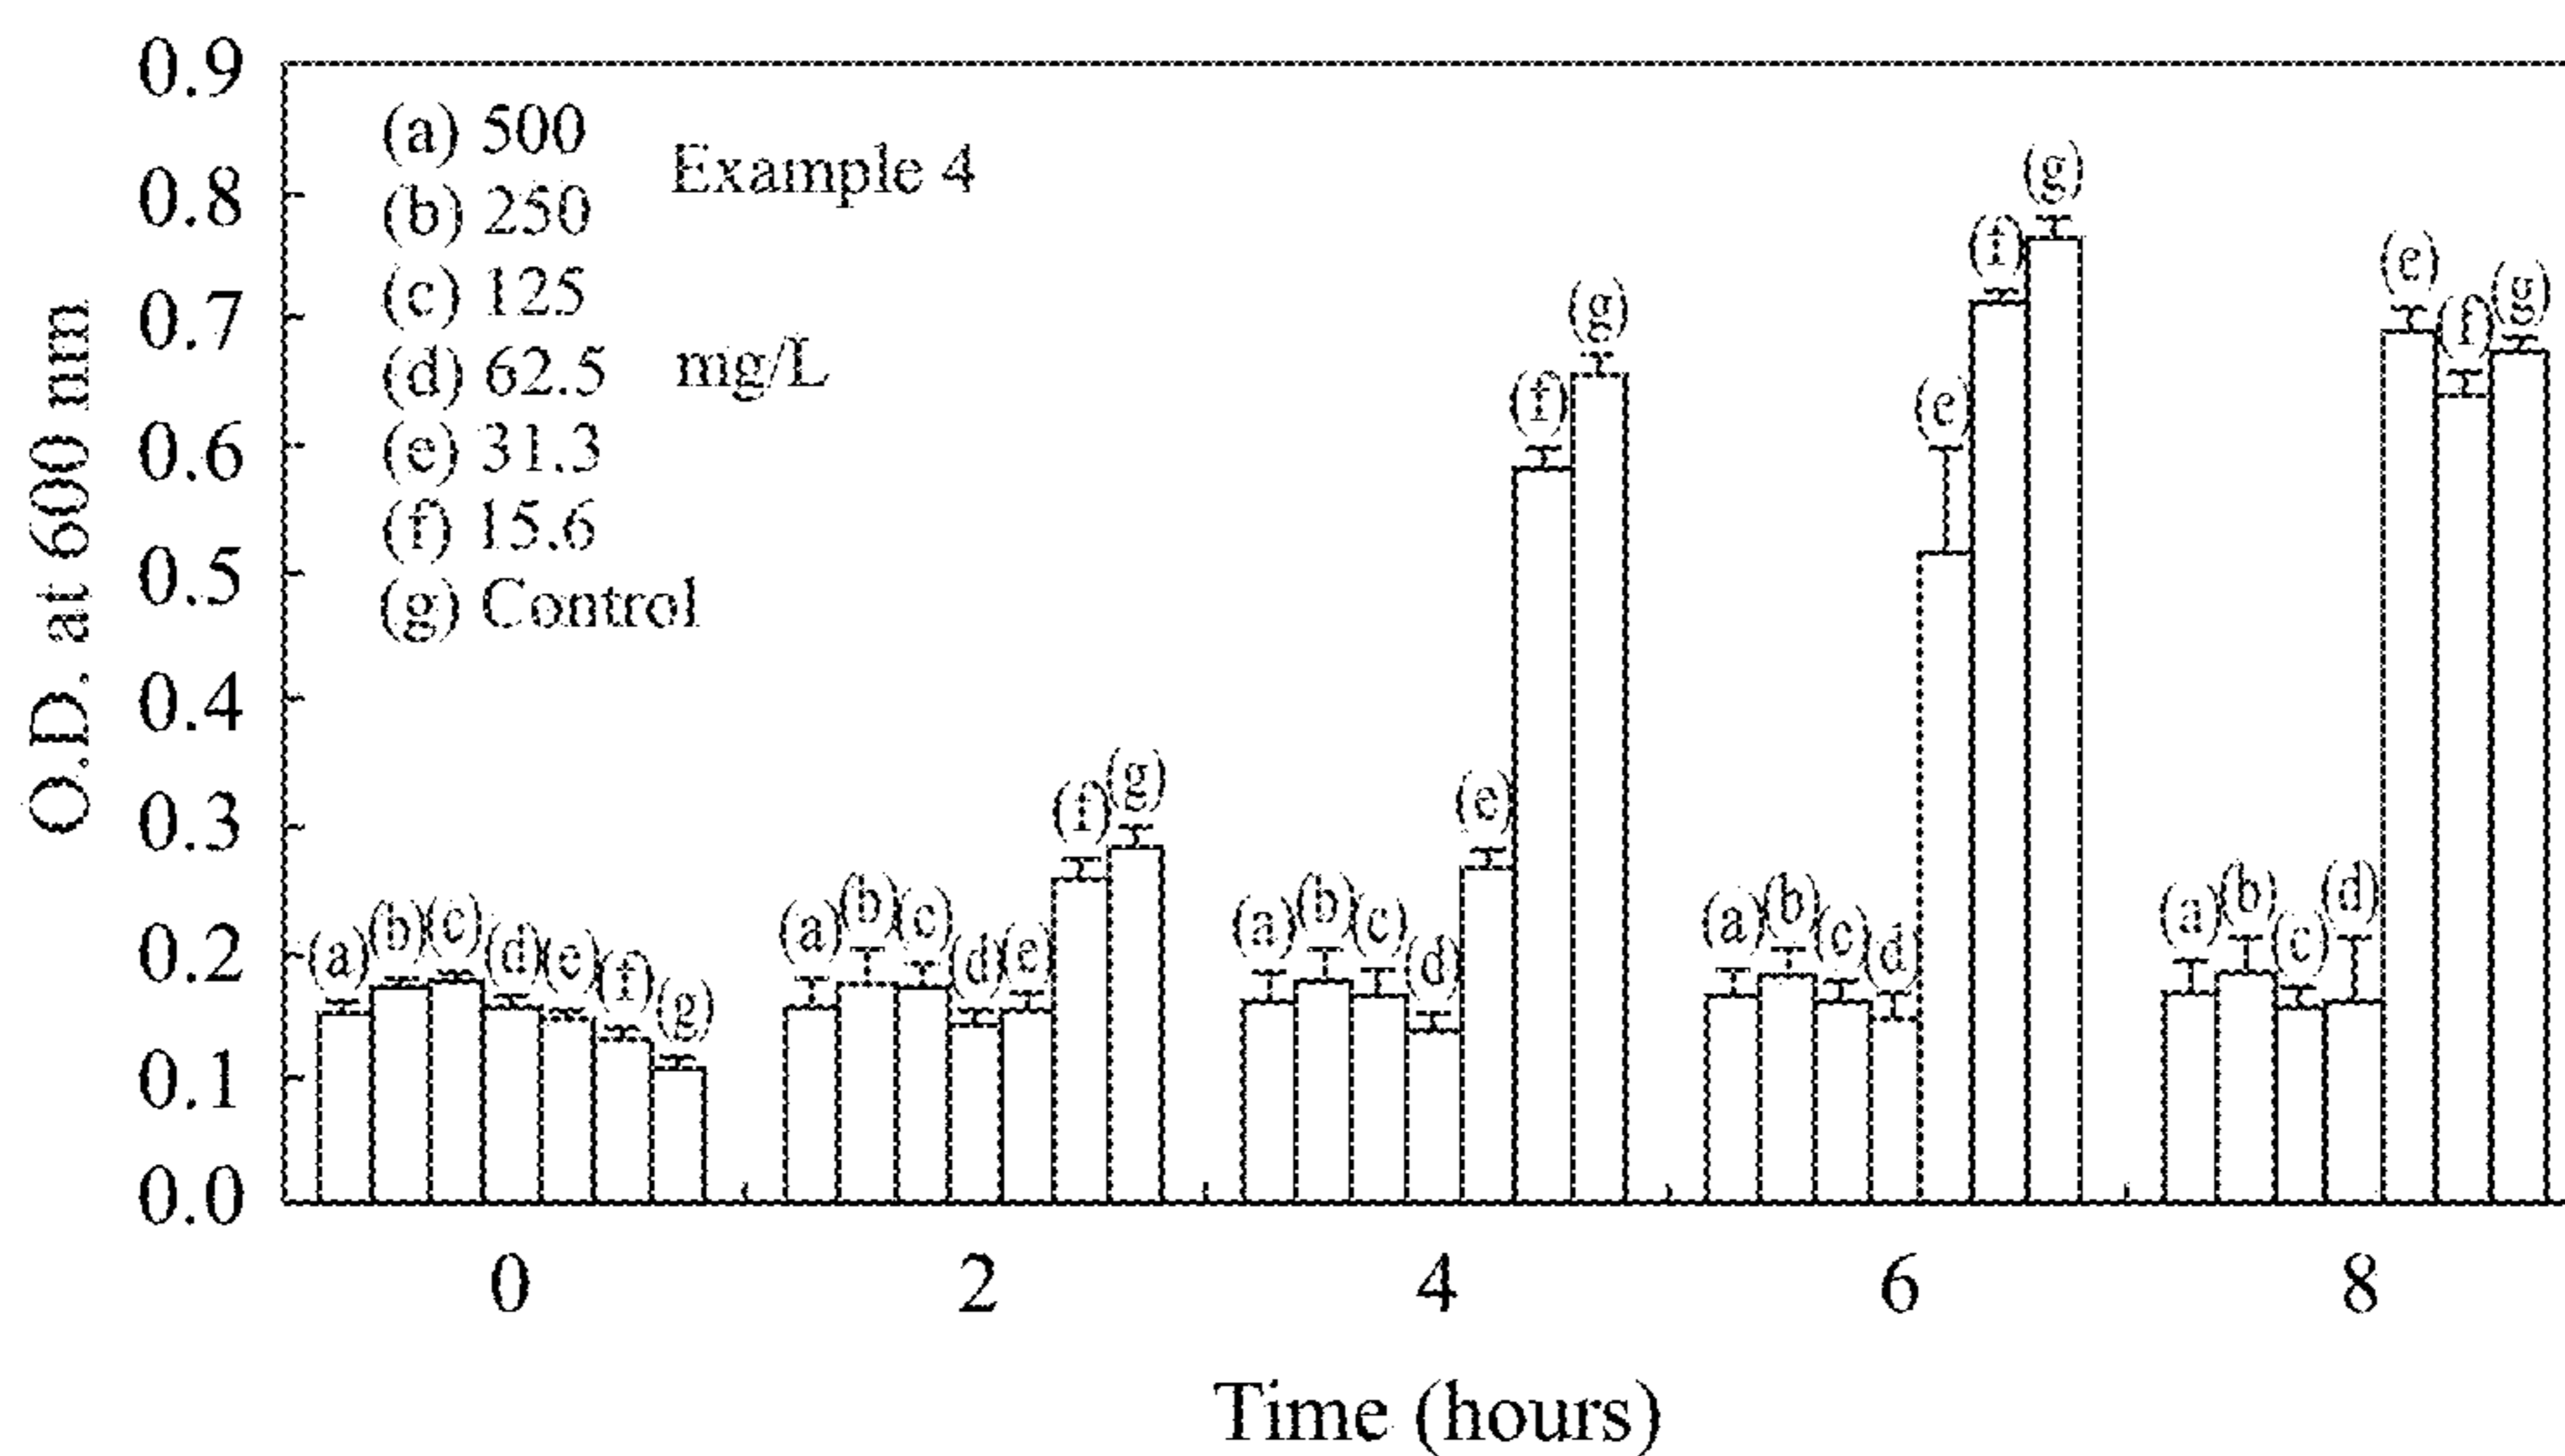 O.D. at 600 nm
0.9
0.8
0.7
0.6
0.5
0.4
0.3
0.2
0.1
0.0
(a) 500
(b) 250
(c) 125
(d) 62.5
(e) 31.3
(f) 15.6
(g) Control
Example 4
mg/L
(a) (b) (c) (d) (e) (f) (g)
(a) (b) (c) (d) (e) (f) (g)
(a) (b) (c) (d) (e) (f) (g)
(a) (b) (c) (d) (e) (f) (g)
(a) (b) (c) (d) (e) (f) (g)
0 2 4 6 8
Time (hours)